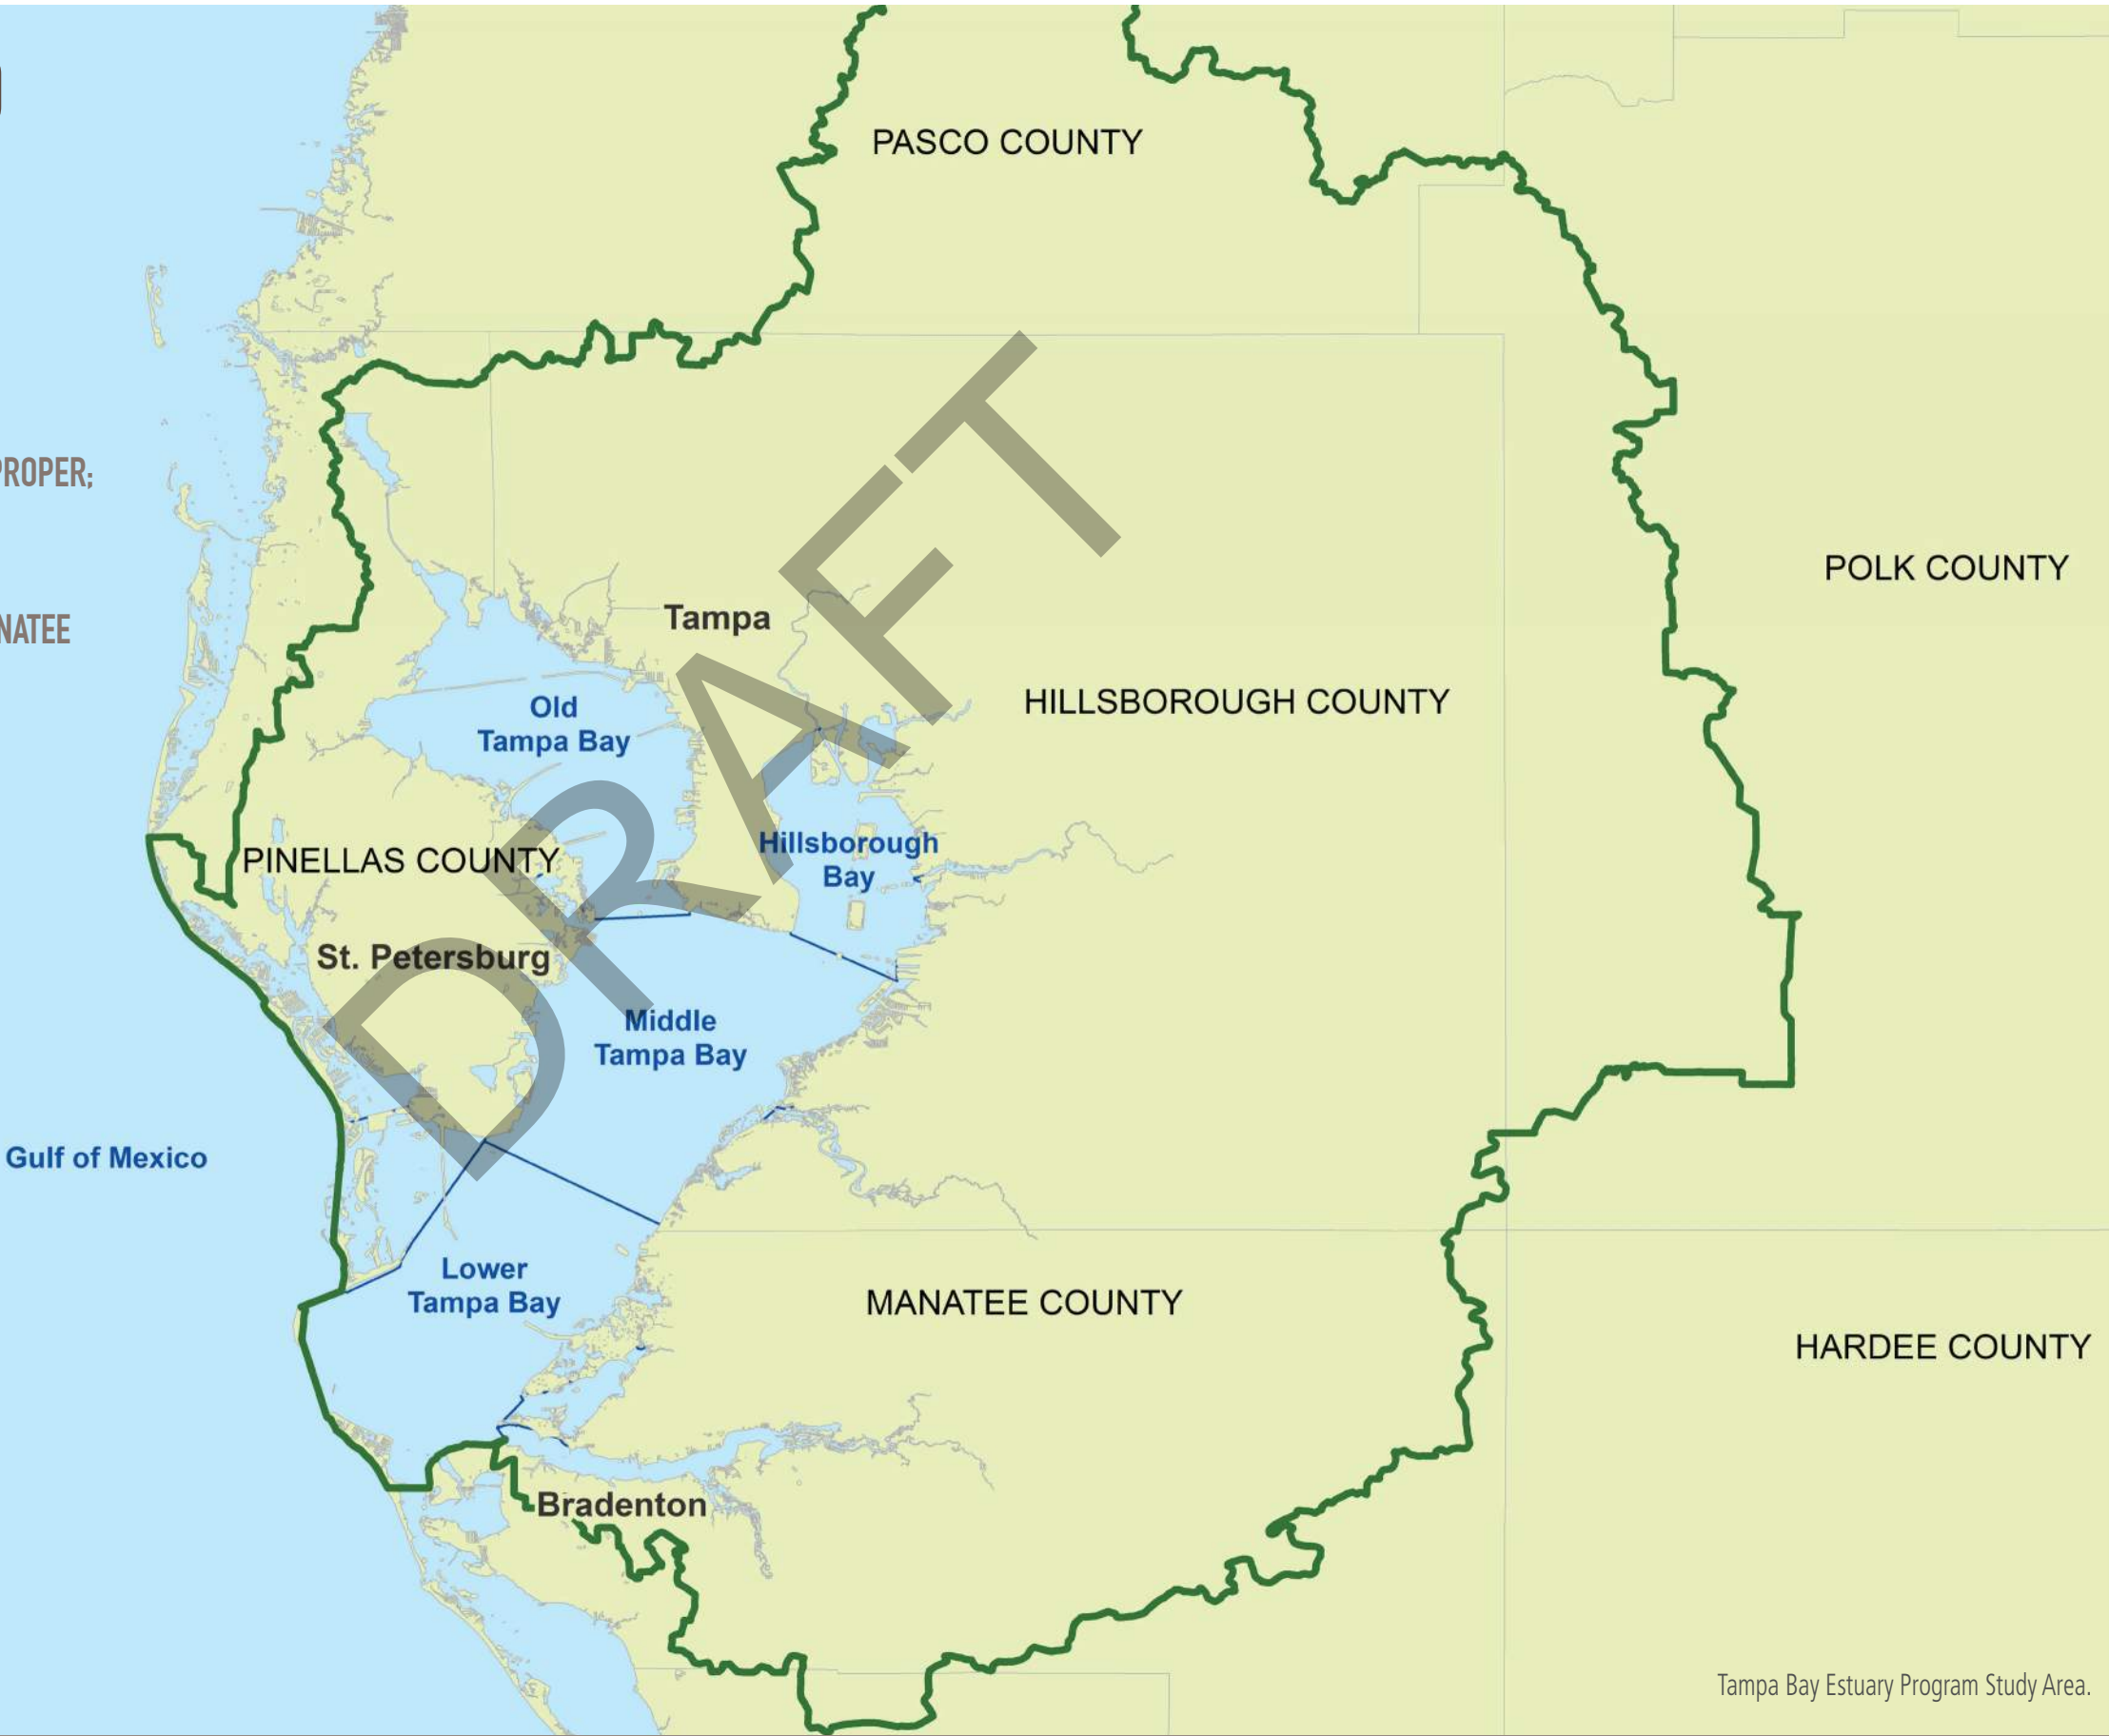 PASCO COUNTY
PROPER;
POLK COUNTY
Tampa
NATEE
HILLSBOROUGH COUNTY
Old
Tampa Bay
Hillsborough
Bay
PINELLAS COUNTY
St. Petersburg
Middle
Tampa Bay
Gulf of Mexico
Lower
Tampa Bay
MANATEE COUNTY
HARDEE COUNTY
Bradenton
Tampa Bay Estuary Program Study Area.
DRAFT